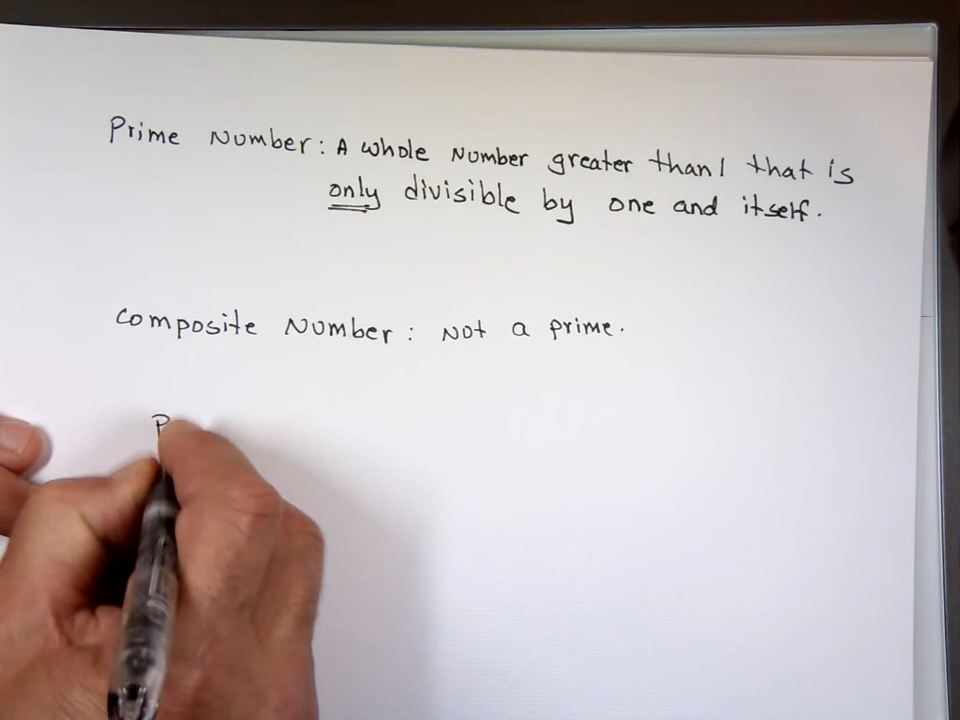 Prime Number: A whole Number greater than 1 that is
only divisible by one and itself.
Composite Number: Not a prime.
P